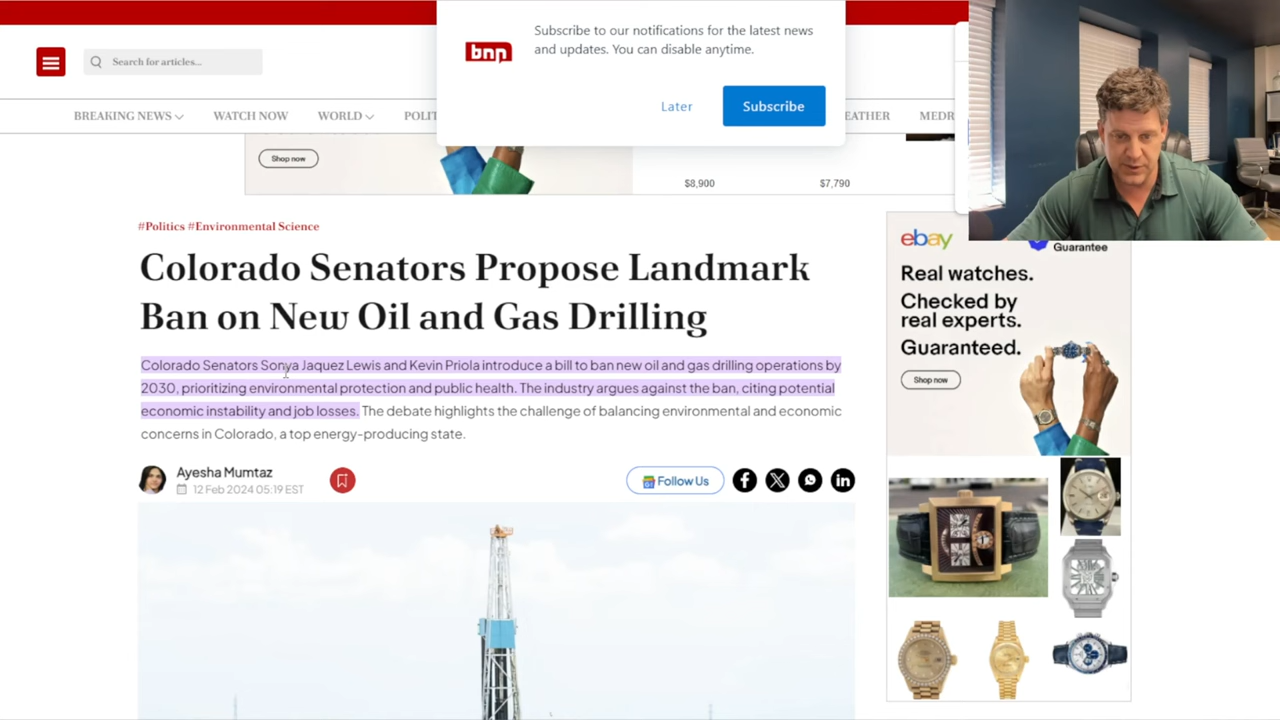 Subscribe to our notifications for the latest news
and updates. You can disable anytime.
bnn
Later
Subscribe
Search for articles...
BREAKING NEWS
WATCH NOW
WORLD
POLIT
EATHER
MEDR
Shop now
$8,900
$7,790
#Politics #Environmental Science
Colorado Senators Propose Landmark
Ban on New Oil and Gas Drilling
Colorado Senators Sonya Jaquez Lewis and Kevin Priola introduce a bill to ban new oil and gas drilling operations by
2030, prioritizing environmental protection and public health. The industry argues against the ban, citing potential
economic instability and job losses. The debate highlights the challenge of balancing environmental and economic
concerns in Colorado, a top energy-producing state.
Ayesha Mumtaz
12 Feb 2024 05:19 EST
Follow Us
ebay
Guarantee
Real watches.
Checked by
real experts.
Guaranteed.
Shop now